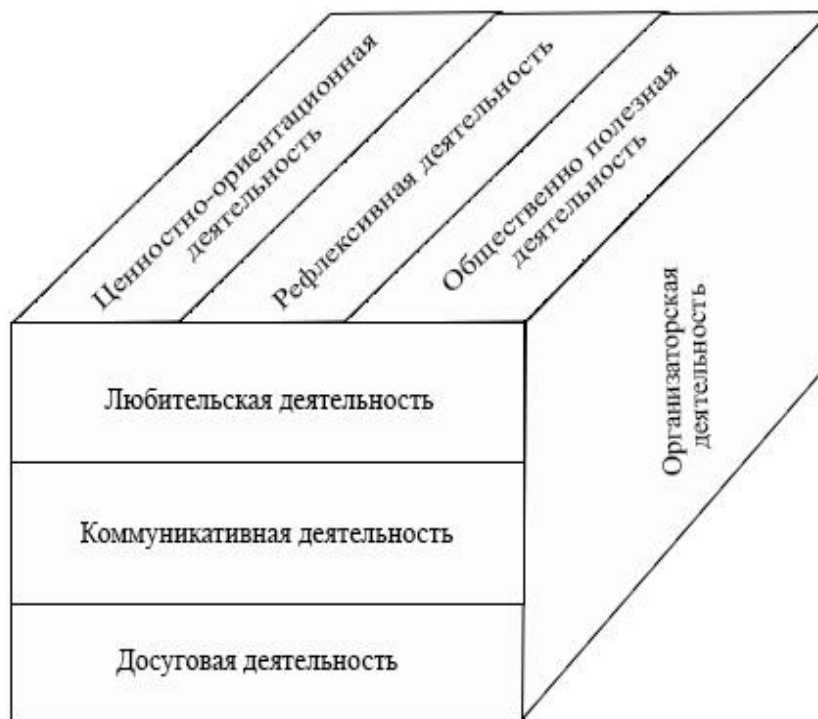 Ценностно-ориентационная
деятельность
Рефлексивная деятельность
Общественно полезная
деятельность
Организаторская
деятельность
Любительская деятельность
Коммуникативная деятельность
Досуговая деятельность